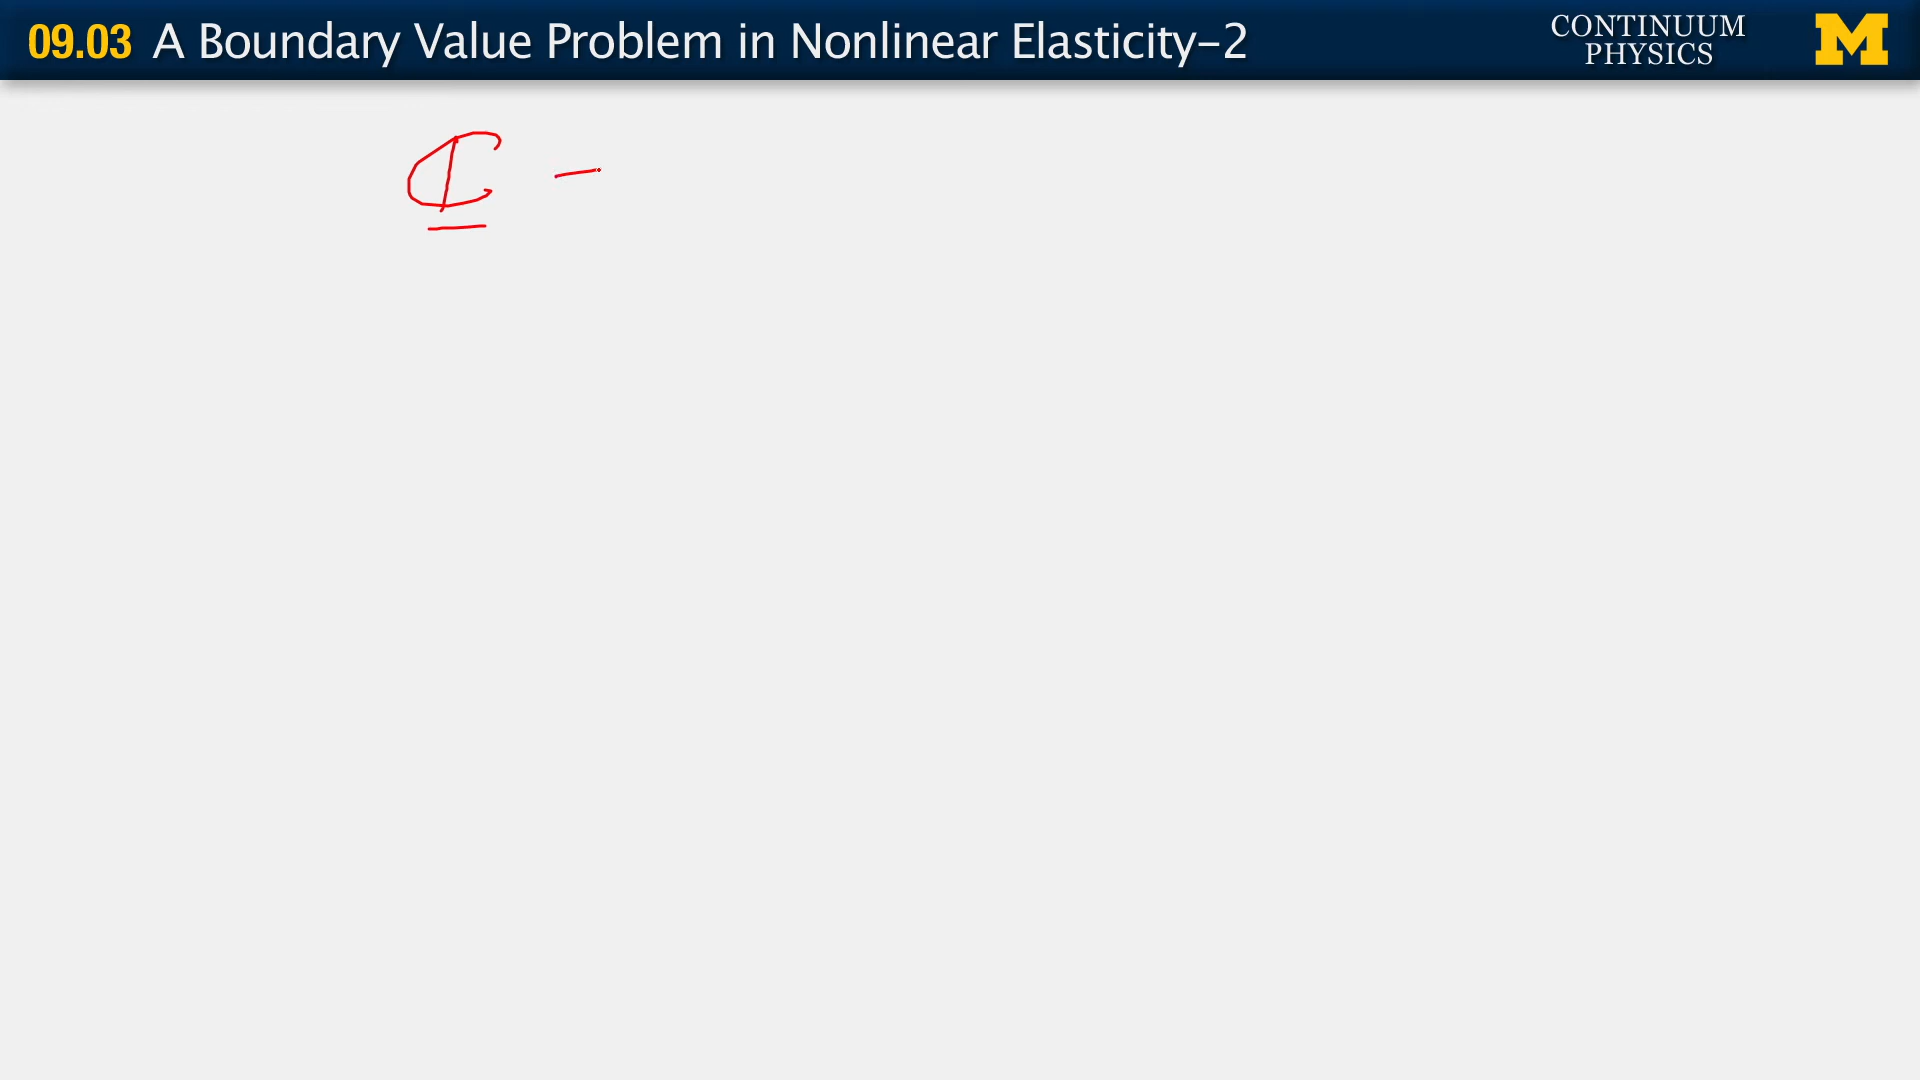 09.03 A Boundary Value Problem in Nonlinear Elasticity–2
CONTINUUM
PHYSICS
M
ℂ –